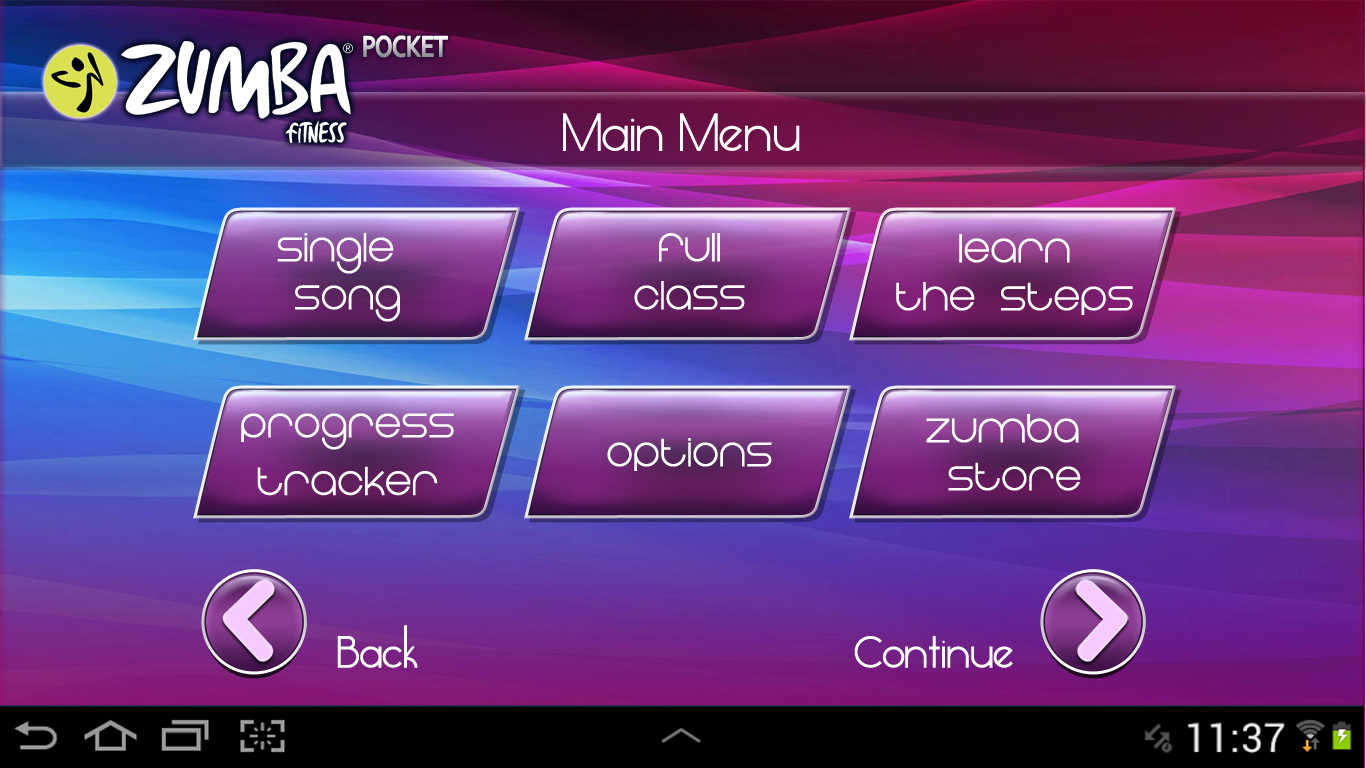 ZUMBA® POCKET
FITNESS
Main Menu
single
song
full
class
learn
the steps
progress
tracker
options
zumba
store
Back
Continue
11:37